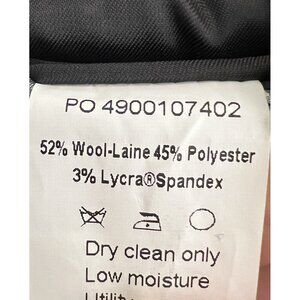 PO 4900107402
52% Wool-Laine 45% Polyester
3% Lycra®Spandex
Dry clean only
Low moisture